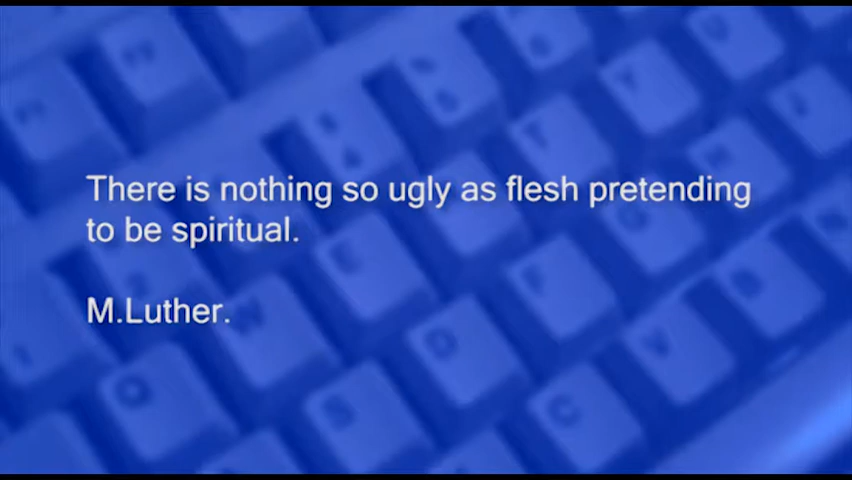 There is nothing so ugly as flesh pretending
to be spiritual.
M.Luther.